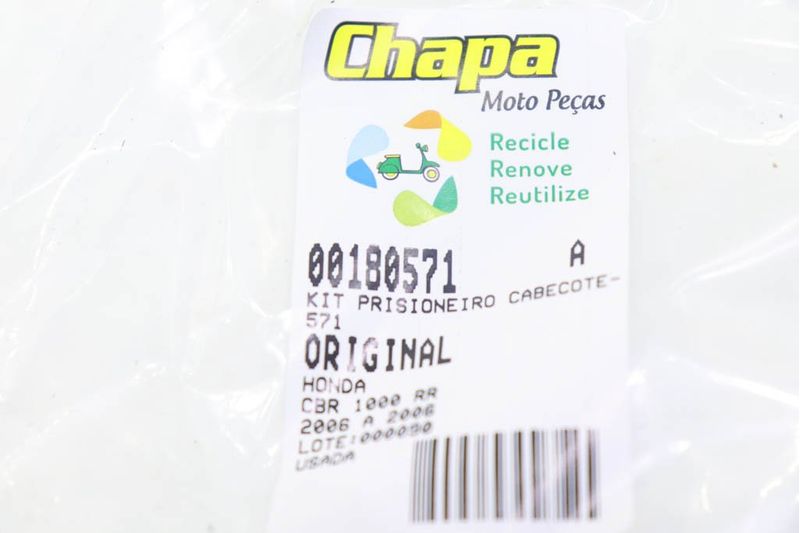 Chapa
Moto Peças
Recicle
Renove
Reutilize
00180571 A
KIT PRISIONEIRO CABECOTE-
571
ORIGINAL
HONDA
CBR 1000 RR
2006 A 2006
LOTE:000090
USADA